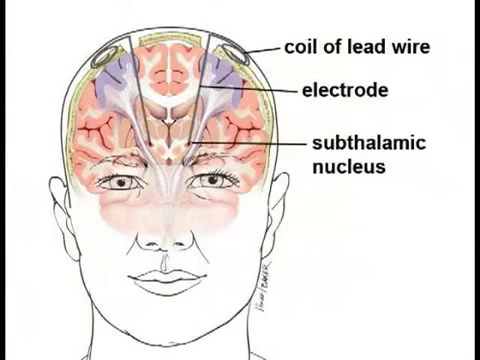 coil of lead wire
electrode
subthalamic
nucleus